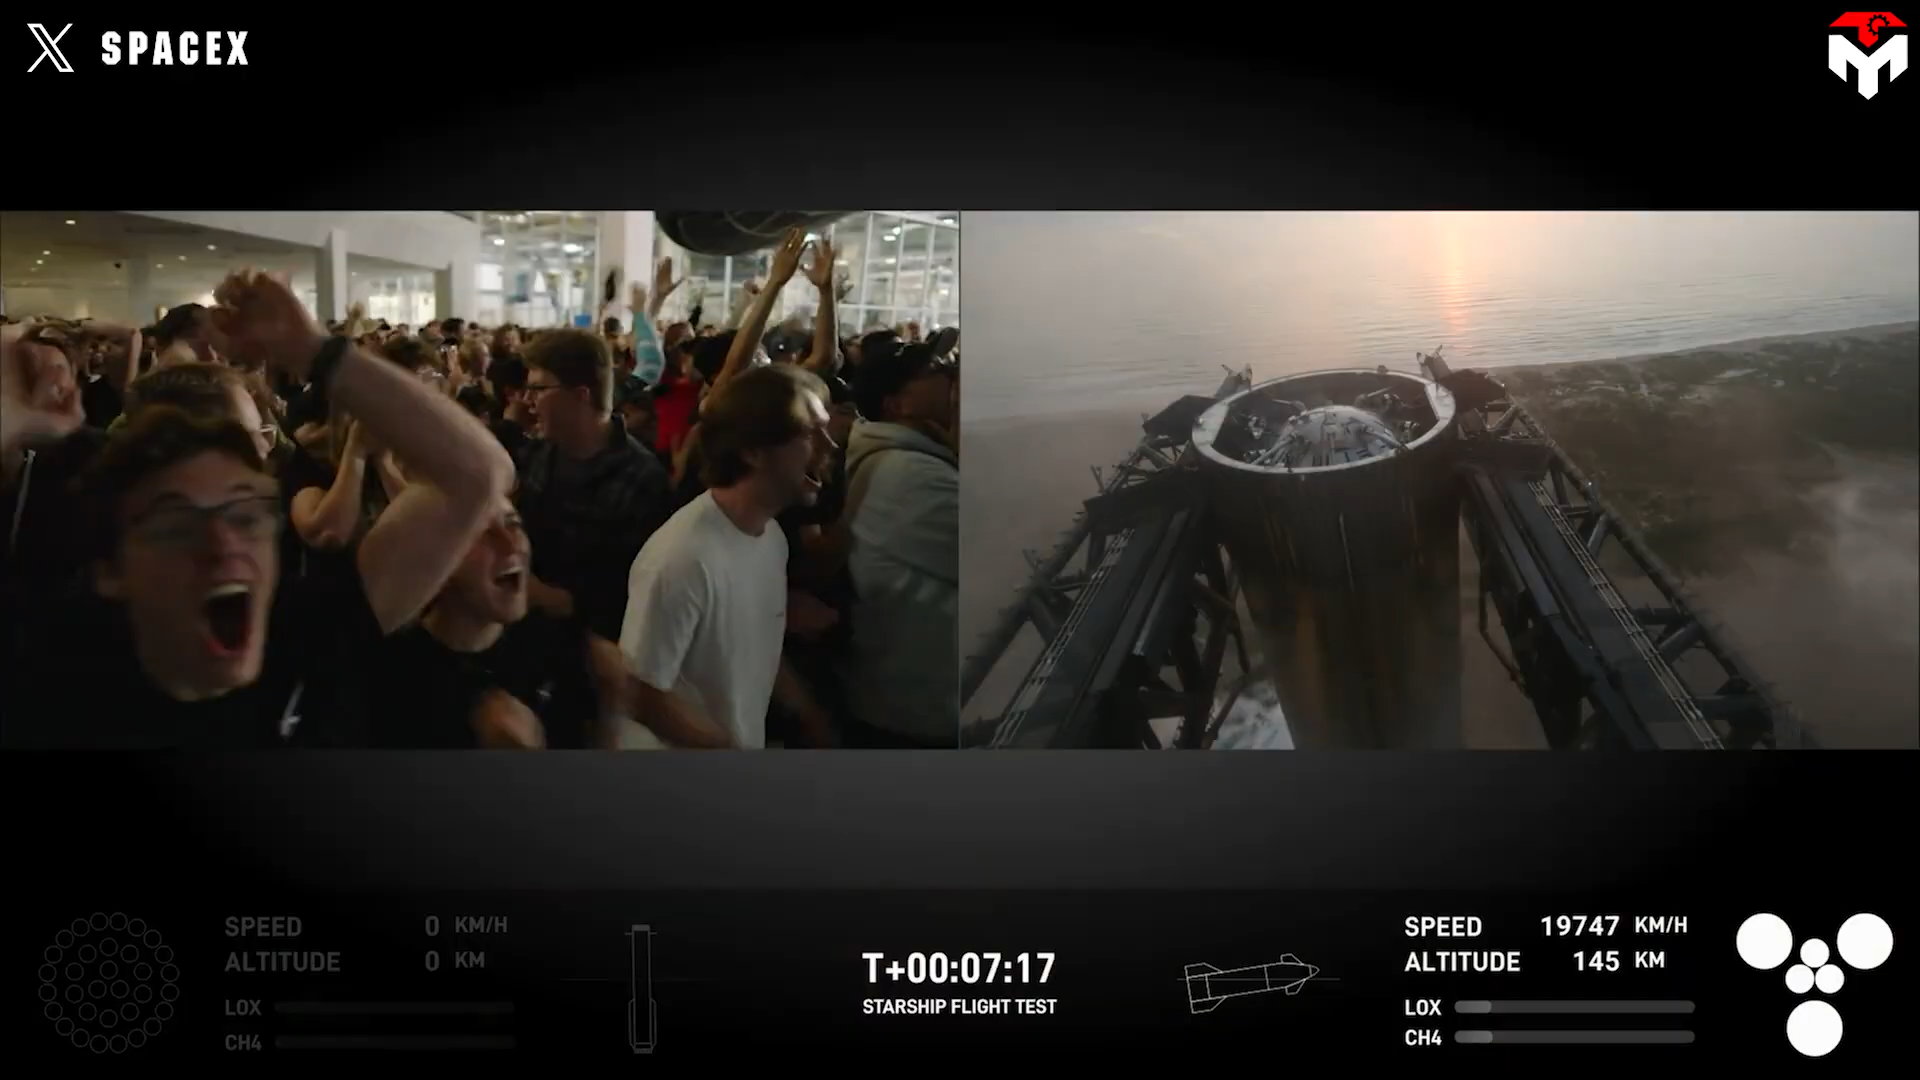 SPACEX
SPEED 0 KM/H
ALTITUDE 0 KM
LOX
CH4
T+00:07:17
STARSHIP FLIGHT TEST
SPEED 19747 KM/H
ALTITUDE 145 KM
LOX
CH4